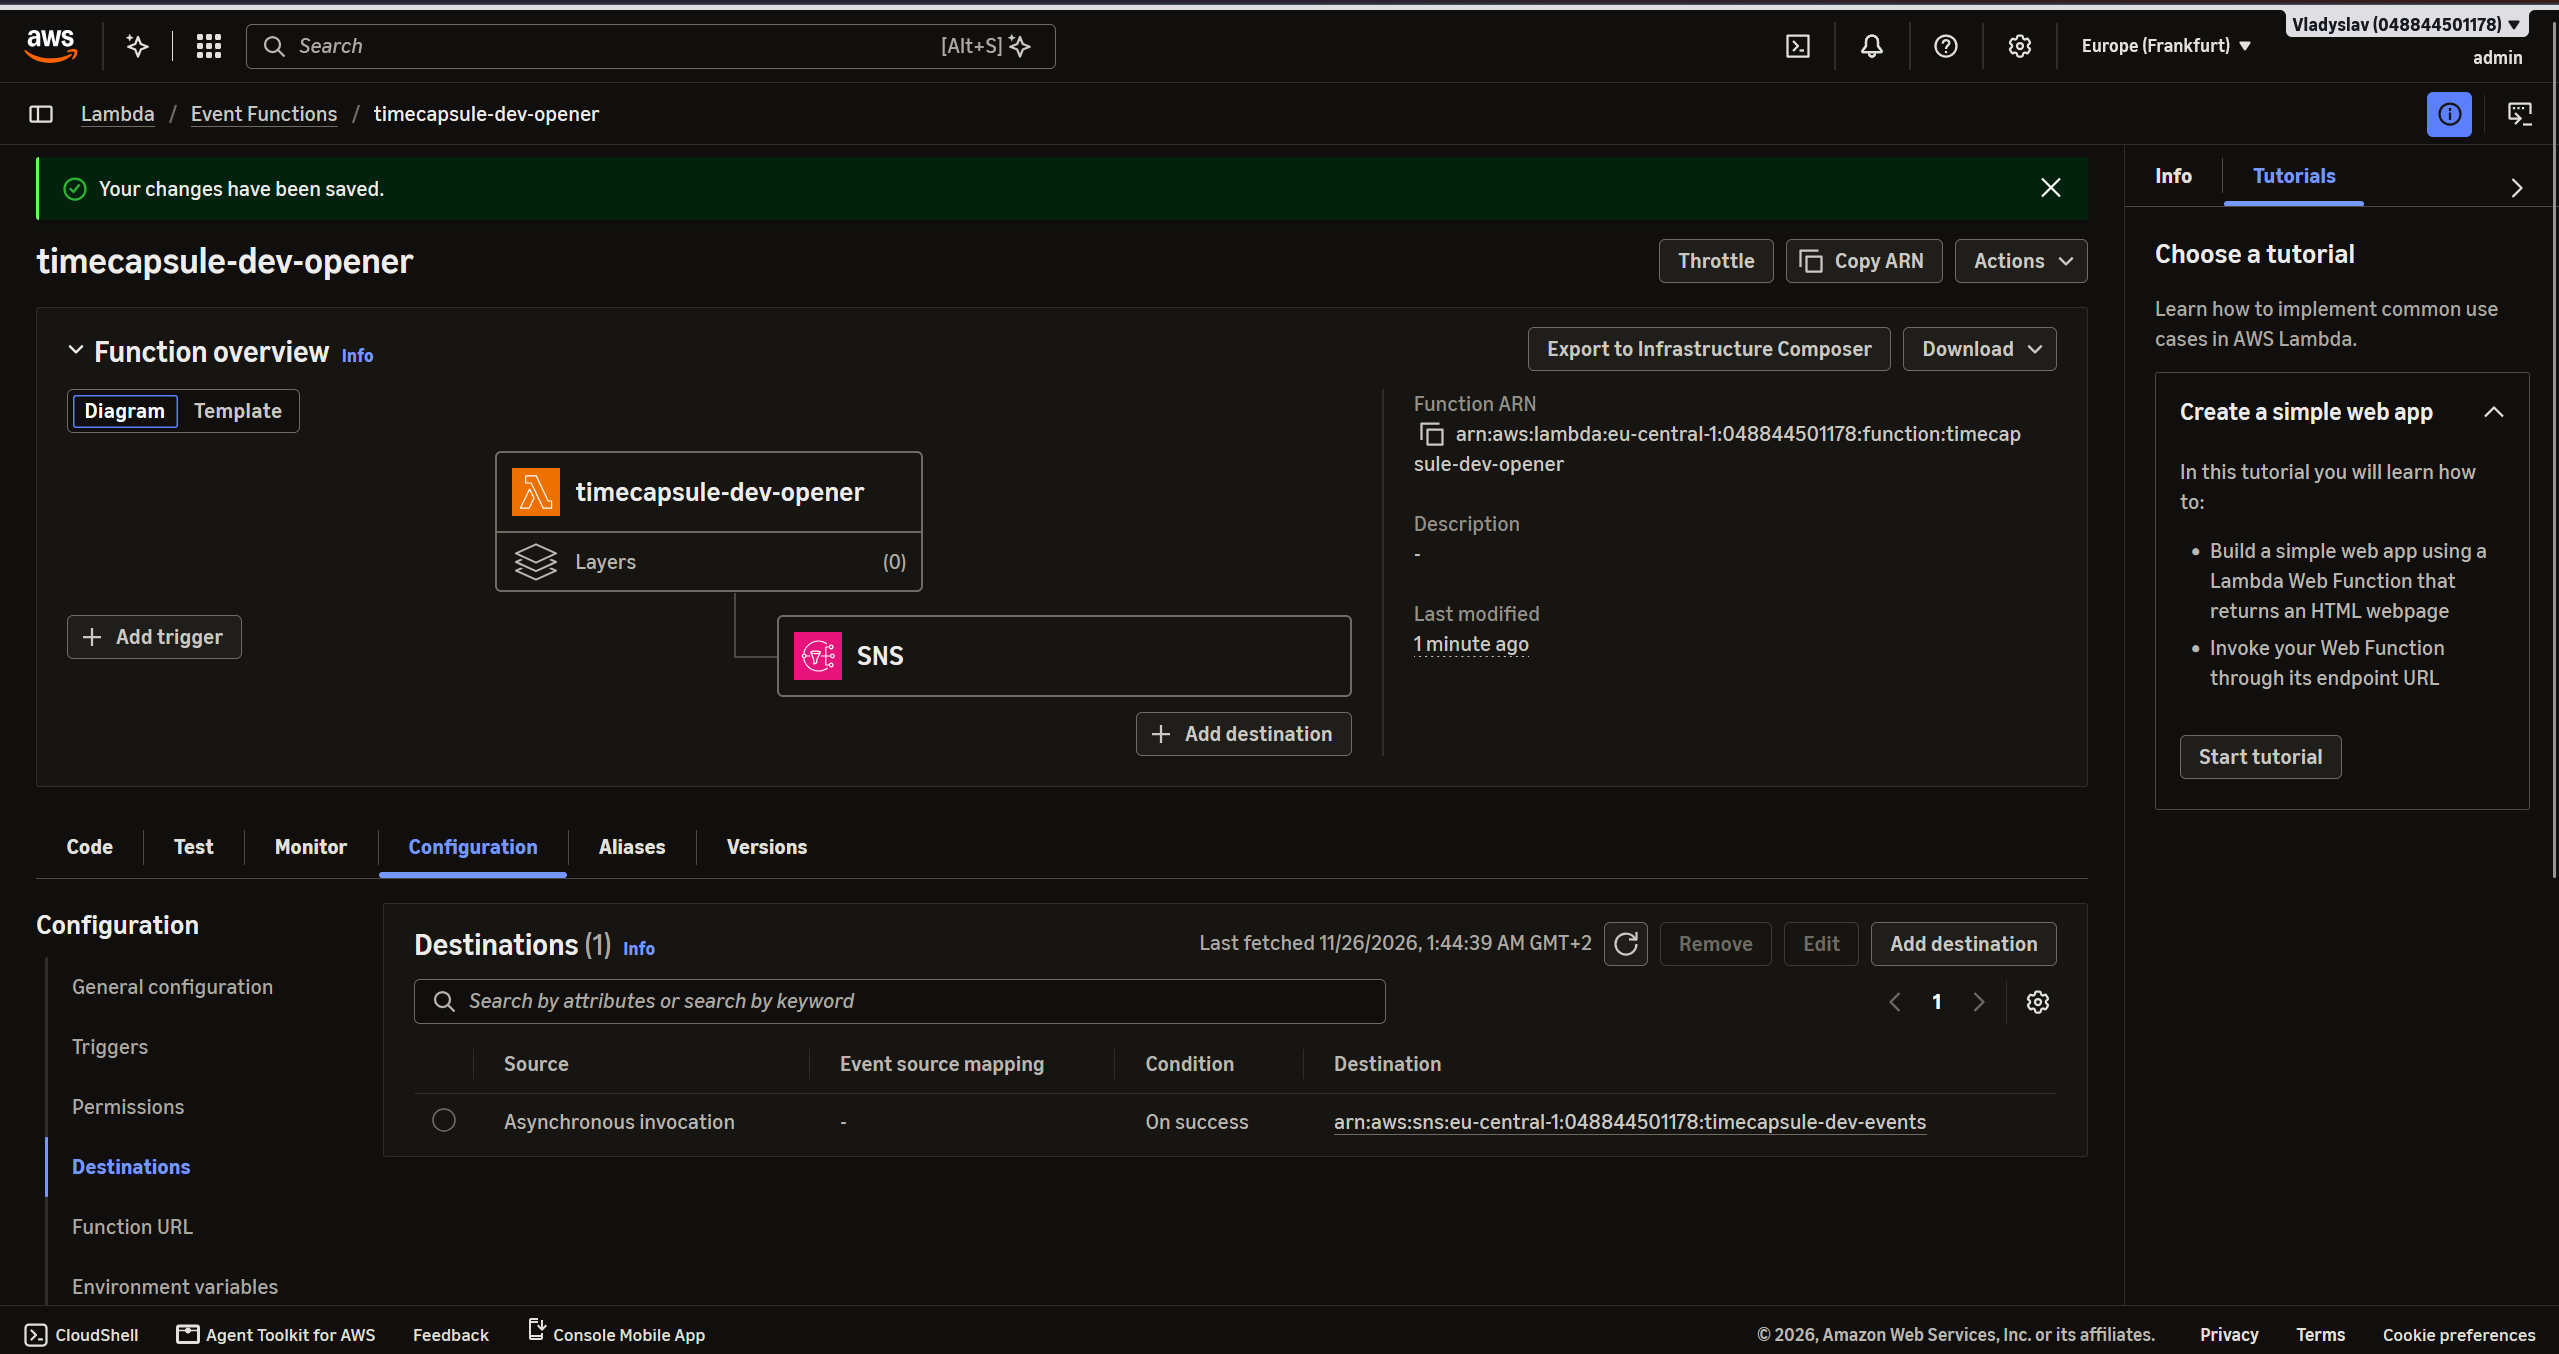 aws
Search [Alt+S]
Europe (Frankfurt)
Vladyslav (048844501178)
admin
Lambda / Event Functions / timecapsule-dev-opener
Your changes have been saved.
timecapsule-dev-opener
Throttle Copy ARN Actions
Function overview Info
Export to Infrastructure Composer Download
Diagram Template
timecapsule-dev-opener
Layers (0)
Add trigger
SNS
Add destination
Function ARN
arn:aws:lambda:eu-central-1:048844501178:function:timecap
sule-dev-opener
Description
-
Last modified
1 minute ago
Code Test Monitor Configuration Aliases Versions
Configuration
General configuration
Triggers
Permissions
Destinations
Function URL
Environment variables
Destinations (1) Info
Last fetched 11/26/2026, 1:44:39 AM GMT+2 Remove Edit Add destination
Search by attributes or search by keyword
1
Source Event source mapping Condition Destination
Asynchronous invocation - On success arn:aws:sns:eu-central-1:048844501178:timecapsule-dev-events
Info Tutorials
Choose a tutorial
Learn how to implement common use
cases in AWS Lambda.
Create a simple web app
In this tutorial you will learn how
to:
• Build a simple web app using a
Lambda Web Function that
returns an HTML webpage
• Invoke your Web Function
through its endpoint URL
Start tutorial
CloudShell Agent Toolkit for AWS Feedback Console Mobile App
© 2026, Amazon Web Services, Inc. or its affiliates. Privacy Terms Cookie preferences